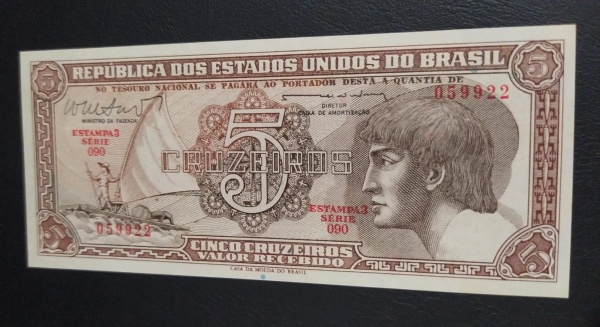 5
REPÚBLICA DOS ESTADOS UNIDOS DO BRASIL
5
NO TESOURO NACIONAL SE PAGARÁ AO PORTADOR DESTA A QUANTIA DE
059922
MINISTRO DA FAZENDA
DIRETOR
CAIXA DE AMORTIZAÇÃO
ESTAMPA 3
SÉRIE
090
5
CRUZEIROS
ESTAMPA 3
SÉRIE
090
059922
5
CINCO CRUZEIROS
VALOR RECEBIDO
5
CASA DA MOEDA DO BRASIL